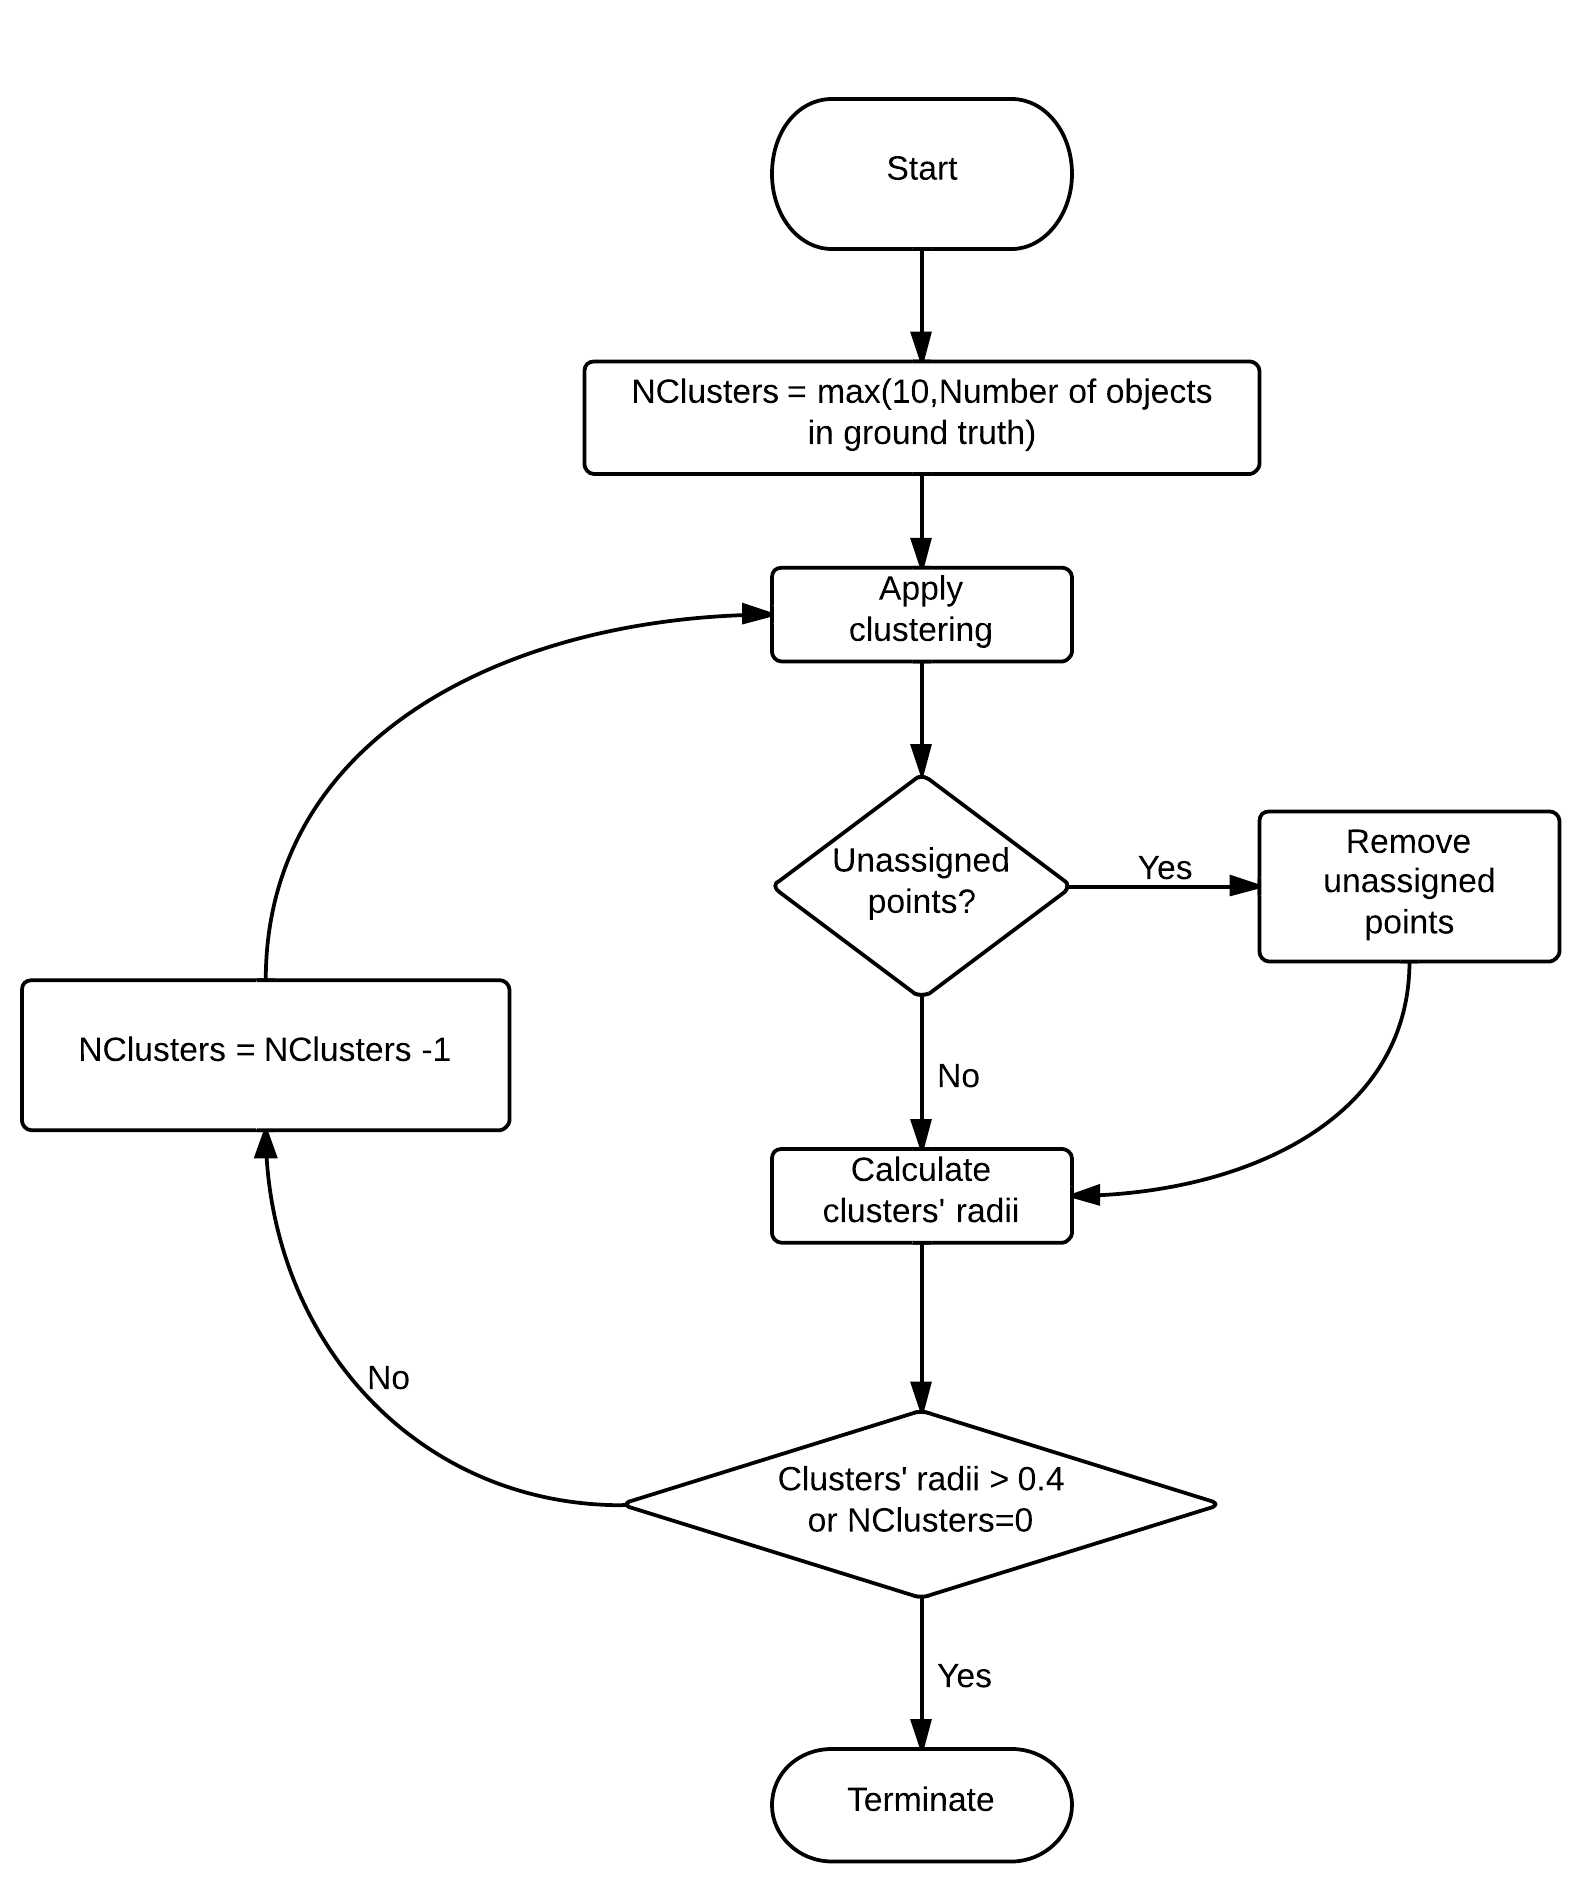 Start
NClusters = max(10,Number of objects
in ground truth)
Apply
clustering
Unassigned
points?
Yes
Remove
unassigned
points
No
NClusters = NClusters -1
Calculate
clusters' radii
No
Clusters' radii > 0.4
or NClusters=0
Yes
Terminate